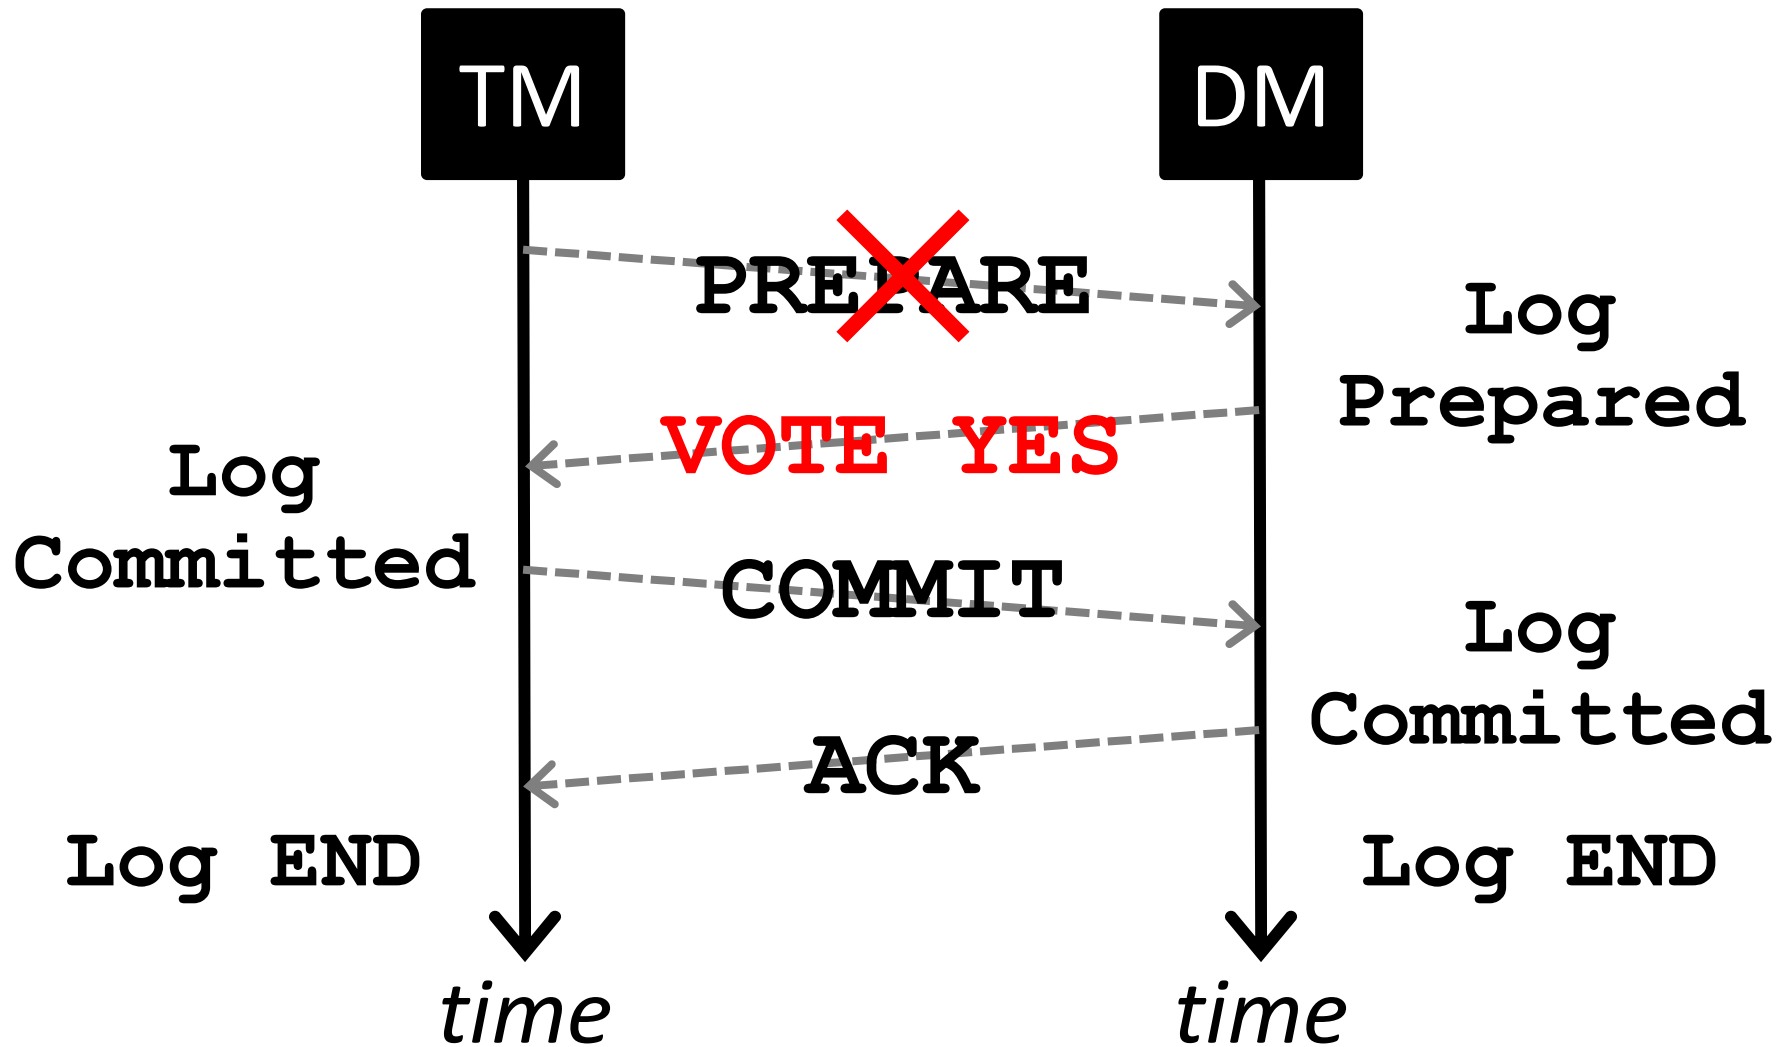 TM
DM
PREPARE
Log
Prepared
VOTE YES
Log
Committed
COMMIT
Log
Committed
ACK
Log END
Log END
time
time